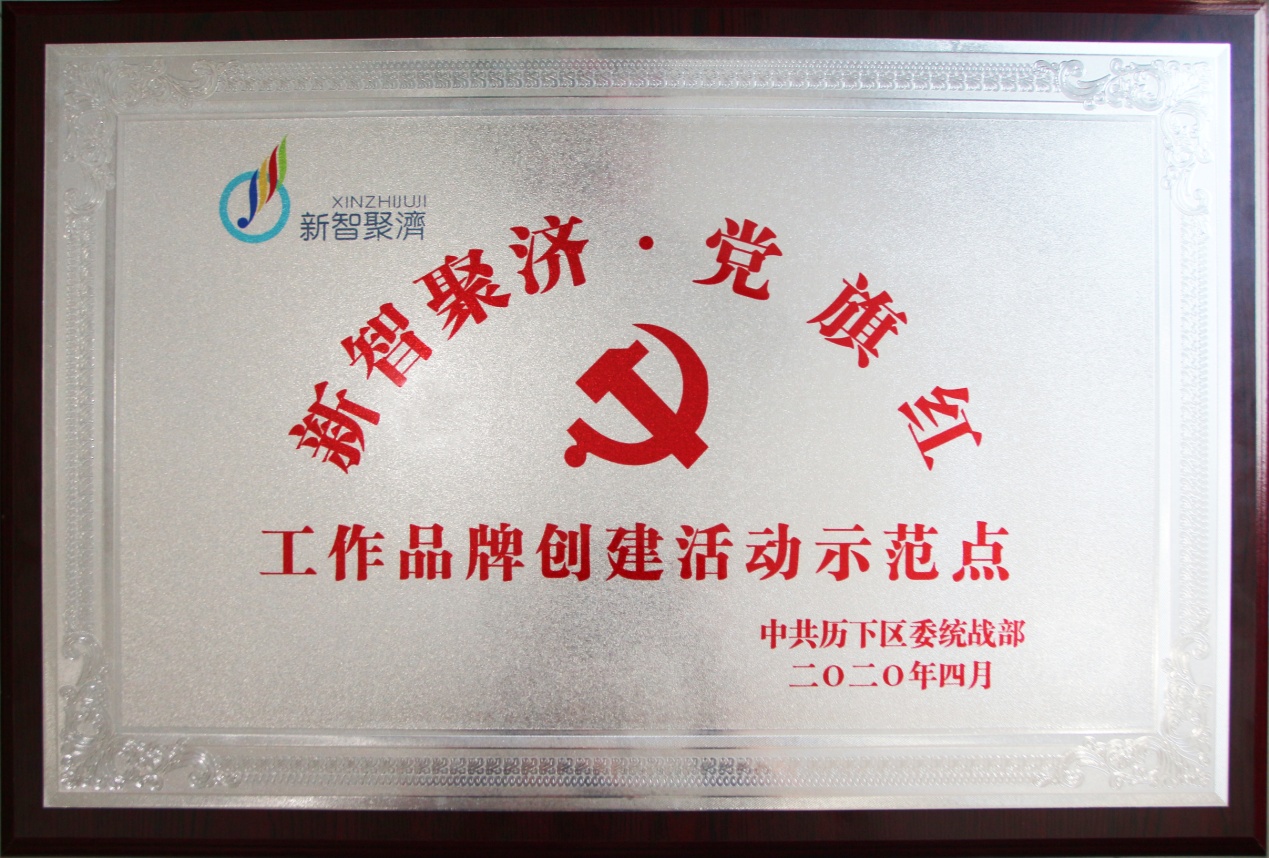 XINZHIJUJI
新智聚濟
新智聚济·党旗红
工作品牌创建活动示范点
中共历下区委统战部
二〇二〇年四月